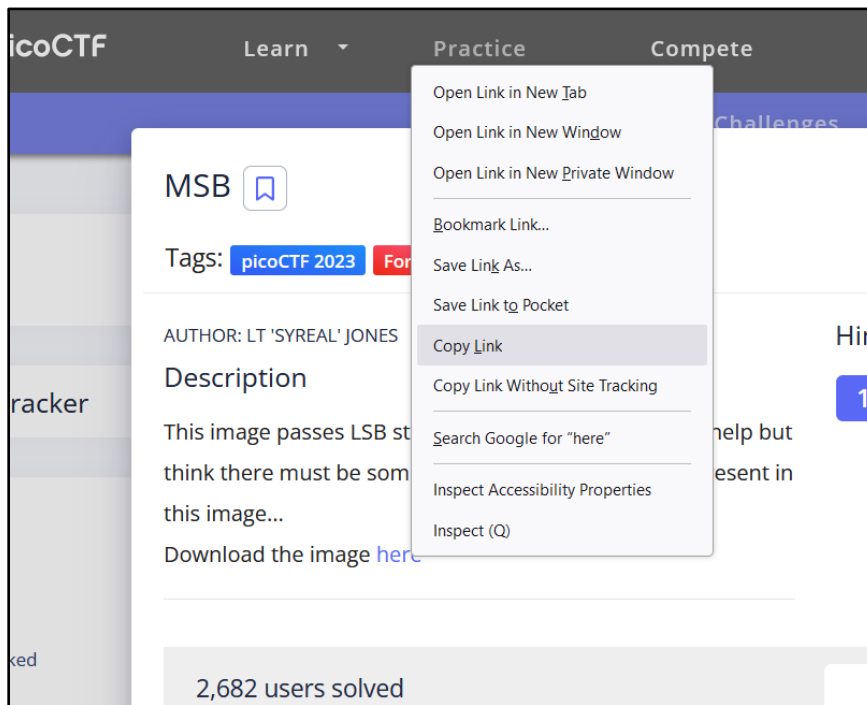 icoCTF
Learn
Practice
Compete
Challenges
Open Link in New Tab
Open Link in New Window
Open Link in New Private Window
Bookmark Link...
Save Link As...
Save Link to Pocket
Copy Link
Copy Link Without Site Tracking
Search Google for “here”
Inspect Accessibility Properties
Inspect (Q)
MSB
Tags: picoCTF 2023 For
AUTHOR: LT 'SYREAL' JONES
Hi
1
Description
racker
This image passes LSB st help but
think there must be som esent in
this image...
Download the image here
ked
2,682 users solved